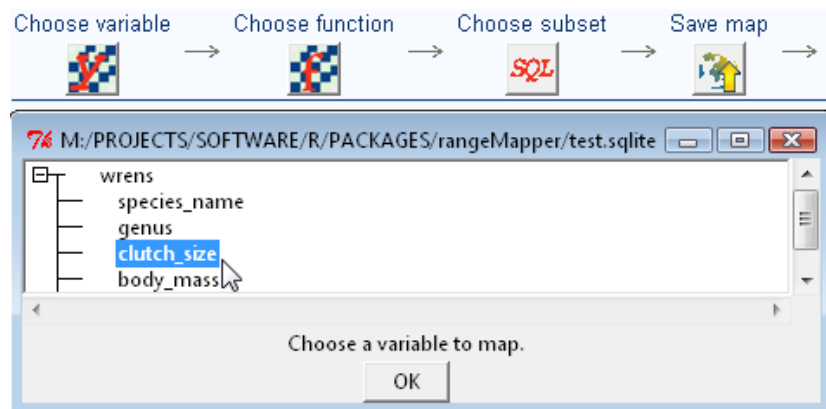 Choose variable → Choose function → Choose subset → Save map →
y f SQL
7% M:/PROJECTS/SOFTWARE/R/PACKAGES/rangeMapper/test.sqlite
wrens
species_name
genus
clutch_size
body_mass
Choose a variable to map.
OK